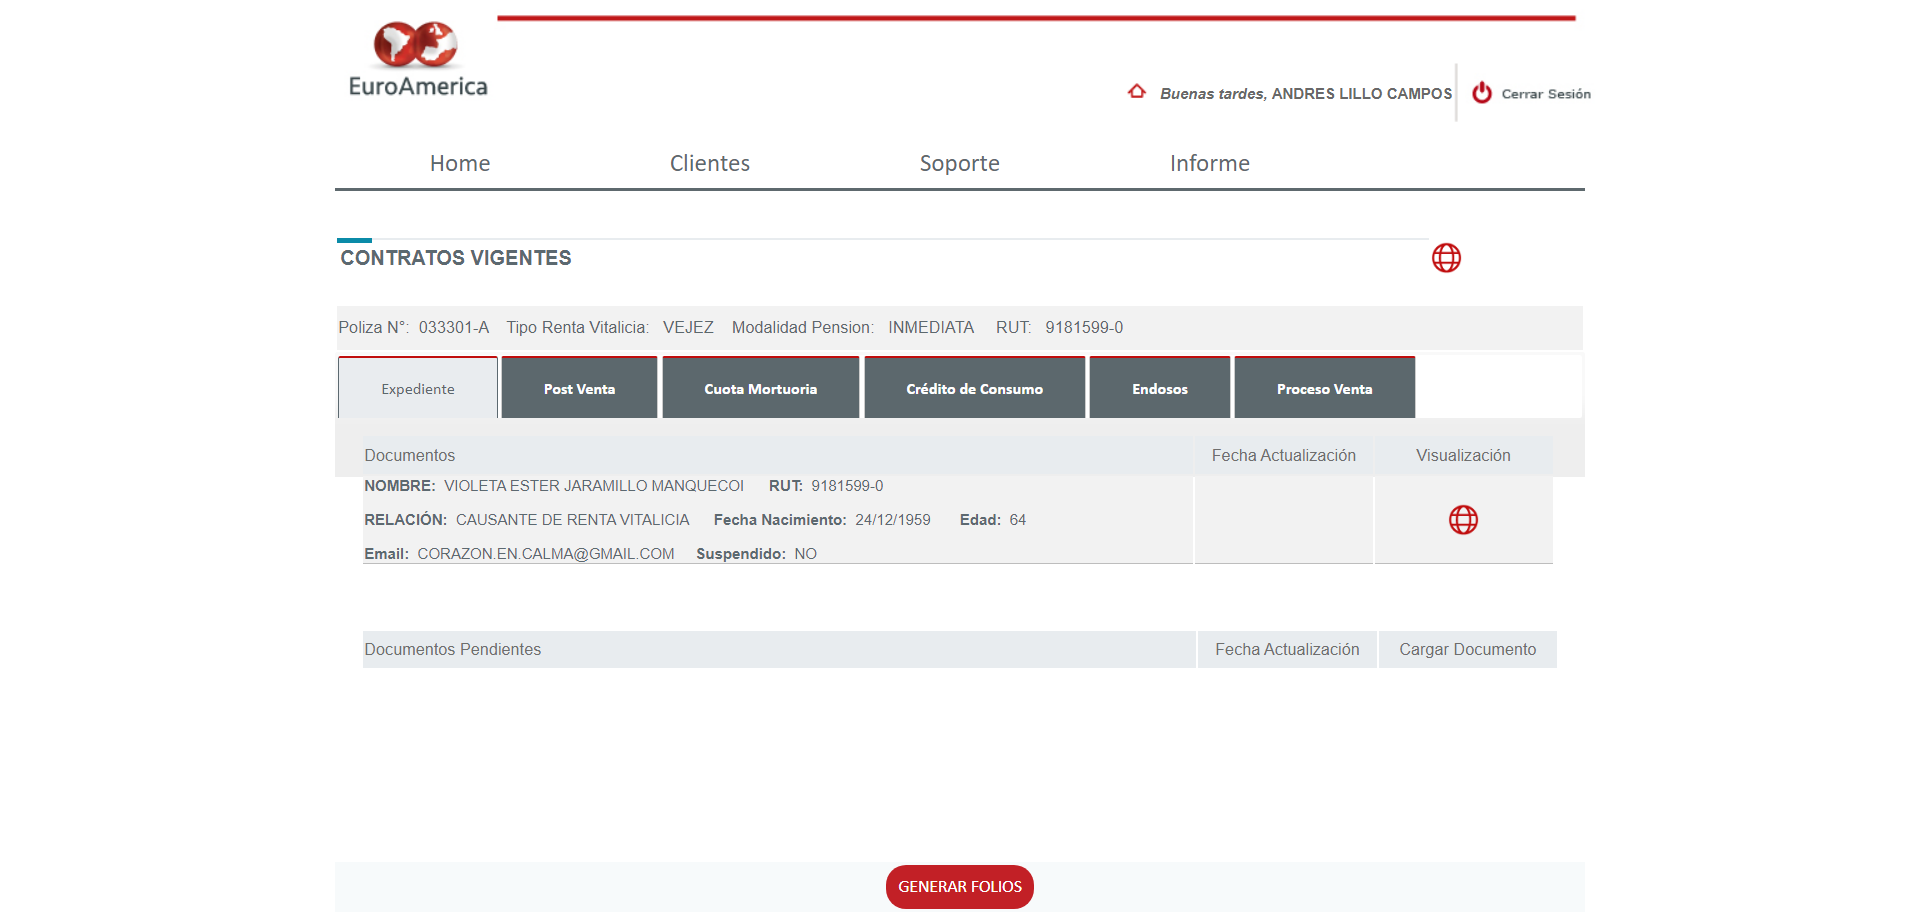 EuroAmerica
Buenas tardes, ANDRES LILLO CAMPOS
Cerrar Sesión
Home Clientes Soporte Informe
CONTRATOS VIGENTES
Poliza N°: 033301-A Tipo Renta Vitalicia: VEJEZ Modalidad Pension: INMEDIATA RUT: 9181599-0
Expediente Post Venta Cuota Mortuoria Crédito de Consumo Endosos Proceso Venta
Documentos Fecha Actualización Visualización
NOMBRE: VIOLETA ESTER JARAMILLO MANQUECOI RUT: 9181599-0
RELACIÓN: CAUSANTE DE RENTA VITALICIA Fecha Nacimiento: 24/12/1959 Edad: 64
Email: CORAZON.EN.CALMA@GMAIL.COM Suspendido: NO
Documentos Pendientes Fecha Actualización Cargar Documento
GENERAR FOLIOS